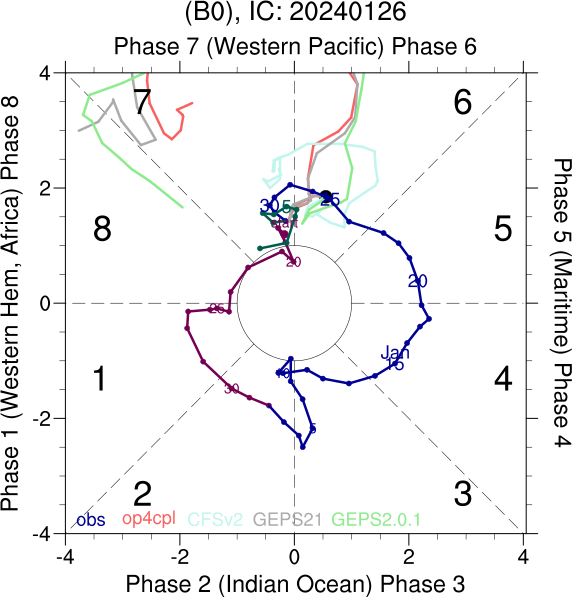 (B0), IC: 20240126
Phase 7 (Western Pacific) Phase 6
4
7
6
Phase 1 (Western Hem, Africa) Phase 8
Phase 5 (Maritime) Phase 4
2
30
5
25
8
5
20
20
0
25
Jan
15
1
4
10
30
-2
5
2
3
obs
op4cpl
CFSv2
GEPS21
GEPS2.0.1
-4
-4
-2
0
2
4
Phase 2 (Indian Ocean) Phase 3